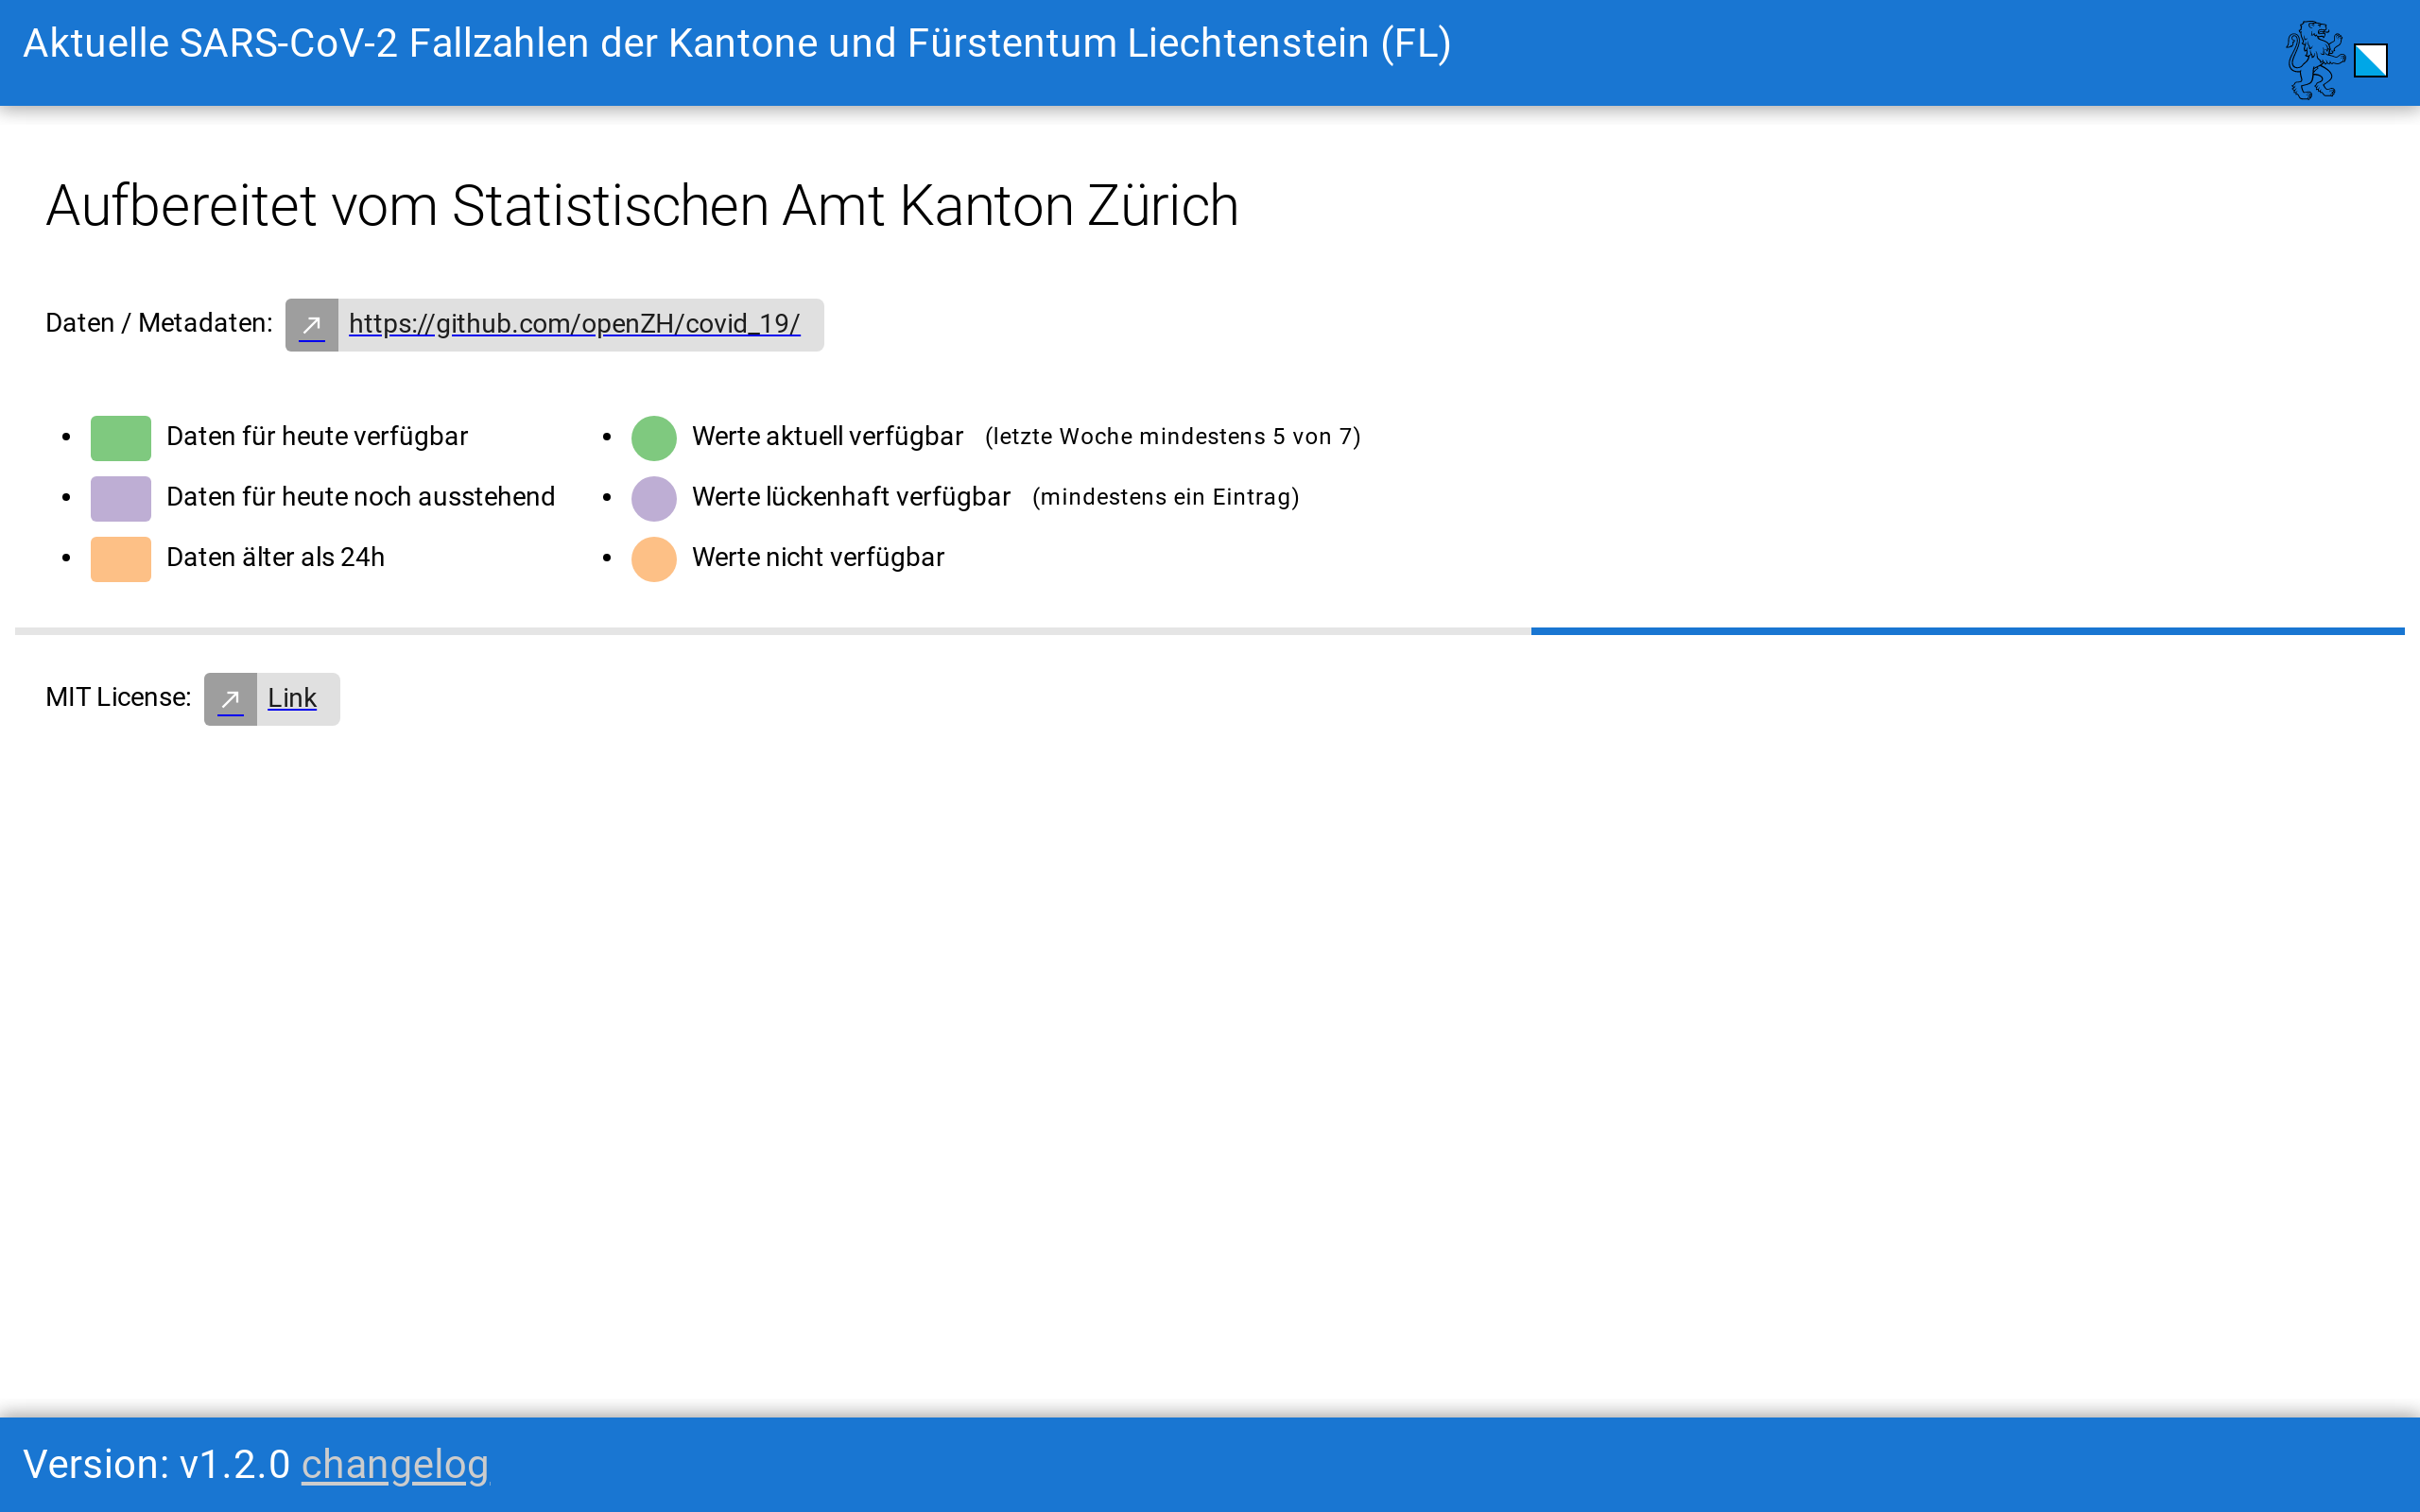 Aktuelle SARS-CoV-2 Fallzahlen der Kantone und Fürstentum Liechtenstein (FL)
Aufbereitet vom Statistischen Amt Kanton Zürich
Daten / Metadaten: https://github.com/openZH/covid_19/
Daten für heute verfügbar
Daten für heute noch ausstehend
Daten älter als 24h
Werte aktuell verfügbar (letzte Woche mindestens 5 von 7)
Werte lückenhaft verfügbar (mindestens ein Eintrag)
Werte nicht verfügbar
MIT License: Link
Version: v1.2.0 changelog